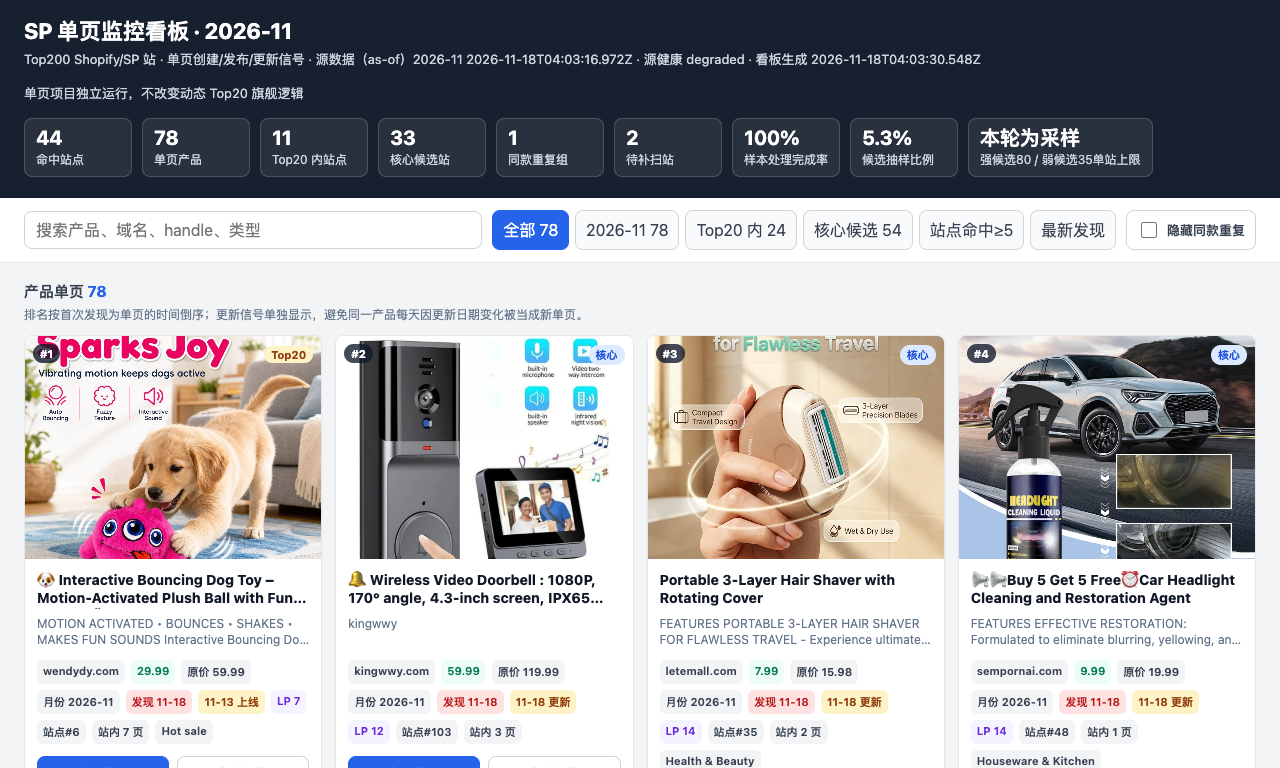 SP 单页监控看板 · 2026-11
Top200 Shopify/SP 站 · 单页创建/发布/更新信号 · 源数据（as-of）2026-11 2026-11-18T04:03:16.972Z · 源健康 degraded · 看板生成 2026-11-18T04:03:30.548Z
单页项目独立运行，不改变动态 Top20 旗舰逻辑
44
命中站点
78
单页产品
11
Top20 内站点
33
核心候选站
1
同款重复组
2
待补扫站
100%
样本处理完成率
5.3%
候选抽样比例
本轮为采样
强候选80 / 弱候选35单站上限
搜索产品、域名、handle、类型
全部 78
2026-11 78
Top20 内 24
核心候选 54
站点命中≥5
最新发现
隐藏同款重复
产品单页 78
排名按首次发现为单页的时间倒序；更新信号单独显示，避免同一产品每天因更新日期变化被当成新单页。
#1
Top20
Sparks Joy
Vibrating motion keeps dogs active
Auto Bouncing
Fuzzy Texture
Interactive Sound
🐶 Interactive Bouncing Dog Toy –
Motion-Activated Plush Ball with Fun...
MOTION ACTIVATED • BOUNCES • SHAKES •
MAKES FUN SOUNDS Interactive Bouncing Do...
wendydy.com
29.99
原价 59.99
月份 2026-11
发现 11-18
11-13 上线
LP 7
站点#6
站内 7 页
Hot sale
#2
核心
built-in microphone
Video two-way intercom
built-in speaker
infrared night vision
🔔 Wireless Video Doorbell : 1080P,
170° angle, 4.3-inch screen, IPX65...
kingwwy
kingwwy.com
59.99
原价 119.99
月份 2026-11
发现 11-18
11-18 更新
LP 12
站点#103
站内 3 页
#3
核心
for Flawless Travel
Compact Travel Design
3-Layer Precision Blades
Wet & Dry Use
Portable 3-Layer Hair Shaver with
Rotating Cover
FEATURES PORTABLE 3-LAYER HAIR SHAVER
FOR FLAWLESS TRAVEL - Experience ultimate...
letemall.com
7.99
原价 15.98
月份 2026-11
发现 11-18
11-18 更新
LP 14
站点#35
站内 2 页
Health & Beauty
#4
核心
HEADLIGHT
CLEANING LIQUID
📢📢Buy 5 Get 5 Free⏰Car Headlight
Cleaning and Restoration Agent
FEATURES EFFECTIVE RESTORATION:
Formulated to eliminate blurring, yellowing, an...
sempornai.com
9.99
原价 19.99
月份 2026-11
发现 11-18
11-18 更新
LP 14
站点#48
站内 1 页
Houseware & Kitchen